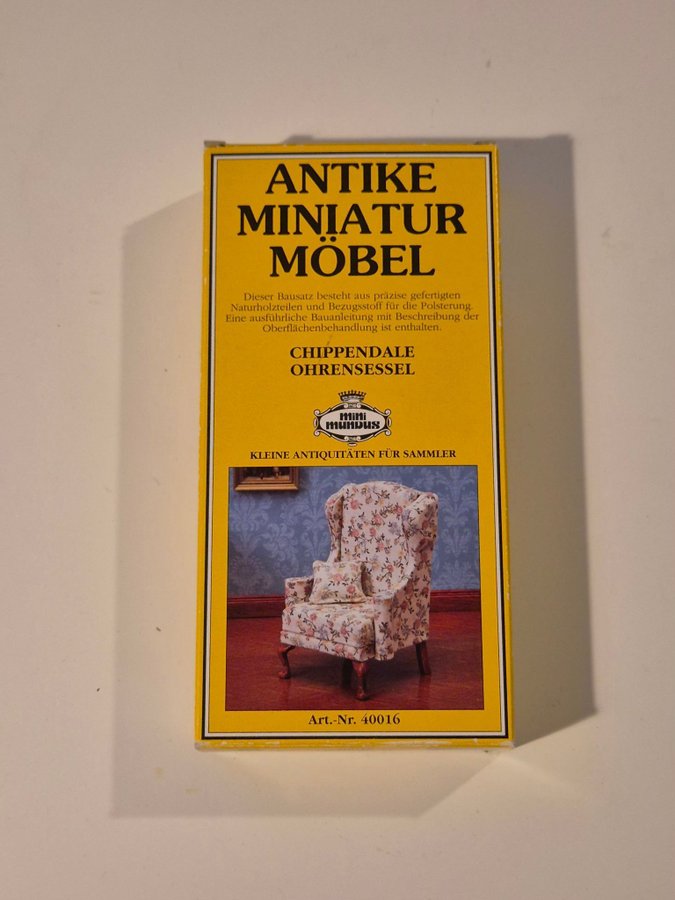 ANTIKE
MINIATUR
MÖBEL
Dieser Bausatz besteht aus präzise gefertigten
Naturholzteilen und Bezugsstoff für die Polsterung.
Eine ausführliche Bauanleitung mit Beschreibung der
Oberflächenbehandlung ist enthalten.
CHIPPENDALE
OHRENSESSEL
mini
mundus
KLEINE ANTIQUITÄTEN FÜR SAMMLER
Art.-Nr. 40016